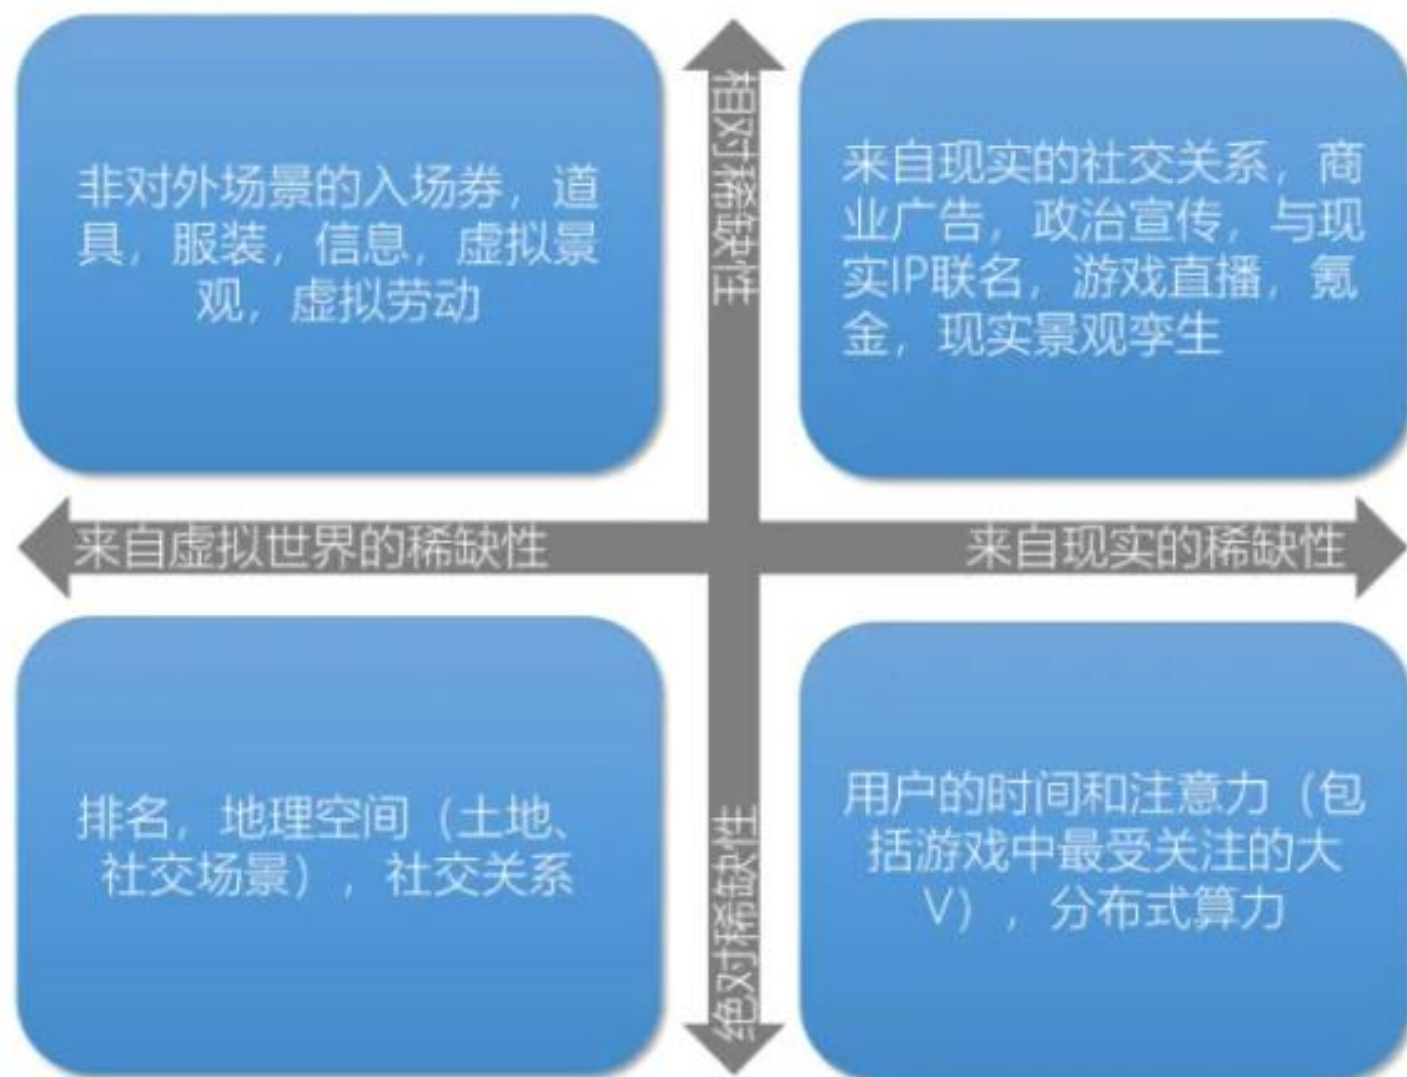 非对外场景的入场券，道
具，服装，信息，虚拟景
观，虚拟劳动
相对稀缺性
来自现实的社交关系，商
业广告，政治宣传，与现
实IP联名，游戏直播，氪
金，现实景观孪生
来自虚拟世界的稀缺性
来自现实的稀缺性
排名，地理空间（土地、
社交场景），社交关系
绝对稀缺性
用户的时间和注意力（包
括游戏中最受关注的大
V），分布式算力